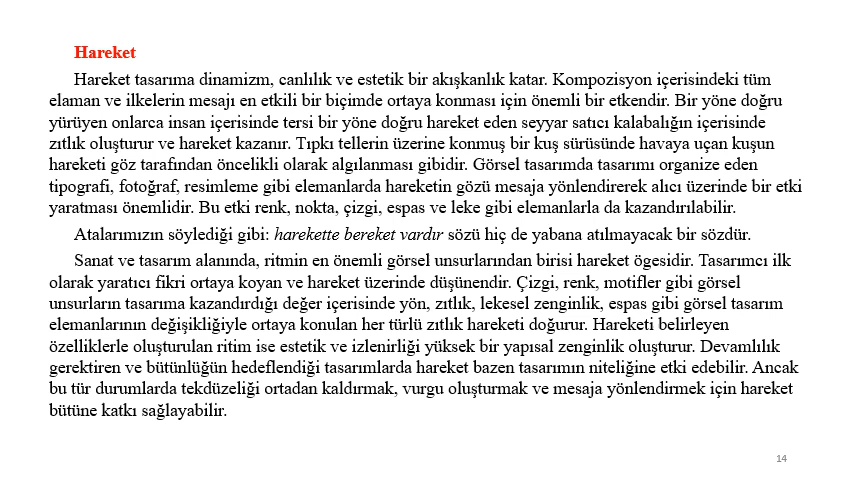 Hareket
Hareket tasarıma dinamizm, canlılık ve estetik bir akışkanlık katar. Kompozisyon içerisindeki tüm
elaman ve ilkelerin mesajı en etkili bir biçimde ortaya konması için önemli bir etkendir. Bir yöne doğru
yürüyen onlarca insan içerisinde tersi bir yöne doğru hareket eden seyyar satıcı kalabalığın içerisinde
zıtlık oluşturur ve hareket kazanır. Tıpkı tellerin üzerine konmuş bir kuş sürüsünde havaya uçan kuşun
hareketi göz tarafından öncelikli olarak algılanması gibidir. Görsel tasarımda tasarımı organize eden
tipografi, fotoğraf, resimleme gibi elemanlarda hareketin gözü mesaja yönlendirerek alıcı üzerinde bir etki
yaratması önemlidir. Bu etki renk, nokta, çizgi, espas ve leke gibi elemanlarla da kazandırılabilir.
Atalarımızın söylediği gibi: harekette bereket vardır sözü hiç de yabana atılmayacak bir sözdür.
Sanat ve tasarım alanında, ritmin en önemli görsel unsurlarından birisi hareket ögesidir. Tasarımcı ilk
olarak yaratıcı fikri ortaya koyan ve hareket üzerinde düşünendir. Çizgi, renk, motifler gibi görsel
unsurların tasarıma kazandırdığı değer içerisinde yön, zıtlık, lekesel zenginlik, espas gibi görsel tasarım
elemanlarının değişikliğiyle ortaya konulan her türlü zıtlık hareketi doğurur. Hareketi belirleyen
özelliklerle oluşturulan ritim ise estetik ve izlenirliği yüksek bir yapısal zenginlik oluşturur. Devamlılık
gerektiren ve bütünlüğün hedeflendiği tasarımlarda hareket bazen tasarımın niteliğine etki edebilir. Ancak
bu tür durumlarda tekdüzeliği ortadan kaldırmak, vurgu oluşturmak ve mesaja yönlendirmek için hareket
bütüne katkı sağlayabilir.
14